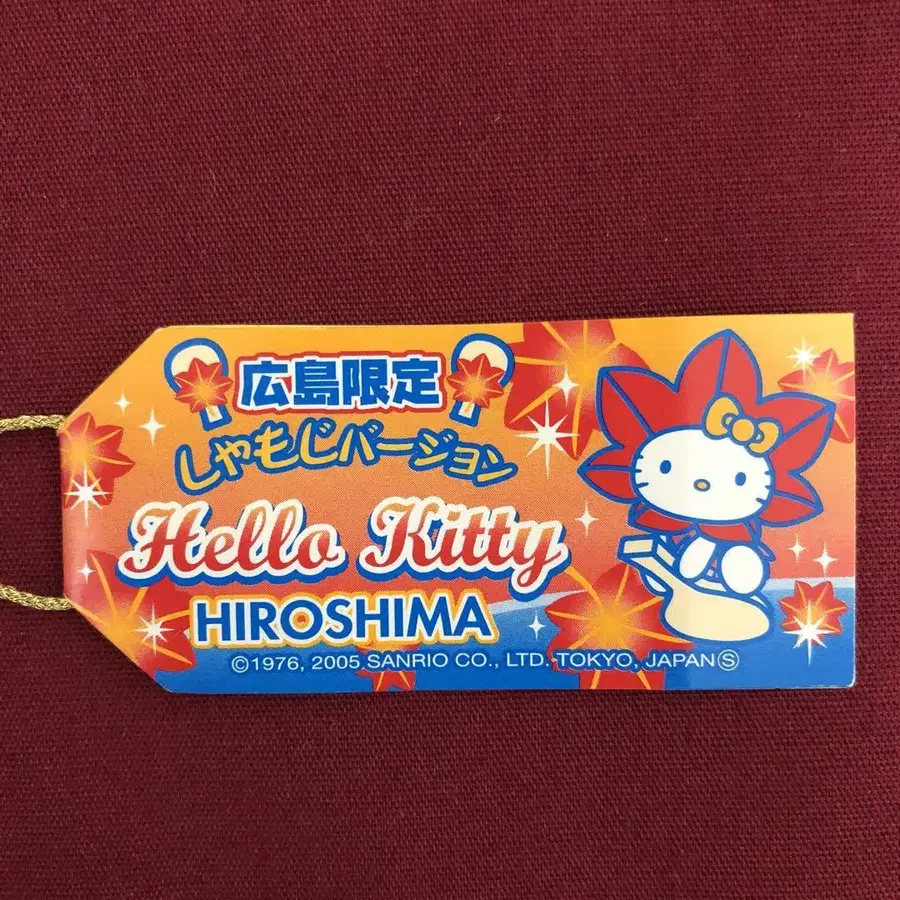 広島限定
しゃもじバージョン
Hello Kitty
HIROSHIMA
©1976, 2005 SANRIO CO., LTD. TOKYO, JAPAN Ⓢ